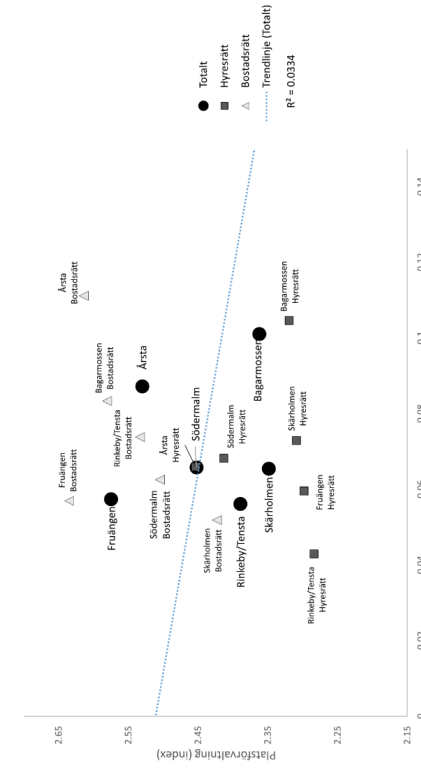 Platsförvaltning (index)
2.65
2.55
2.45
2.35
2.25
2.15
0
0.02
0.04
0.06
0.08
0.1
0.12
0.14
Fruängen
Bostadsrätt
Årsta
Bostadsrätt
Bagarmossen
Bostadsrätt
Rinkeby/Tensta
Bostadsrätt
Årsta
Fruängen
Södermalm
Bostadsrätt
Årsta
Hyresrätt
Södermalm
Skärholmen
Bostadsrätt
Södermalm
Hyresrätt
Rinkeby/Tensta
Bagarmossen
Skärholmen
Bagarmossen
Hyresrätt
Skärholmen
Hyresrätt
Fruängen
Hyresrätt
Rinkeby/Tensta
Hyresrätt
Totalt
Hyresrätt
Bostadsrätt
Trendlinje (Totalt)
R² = 0.0334